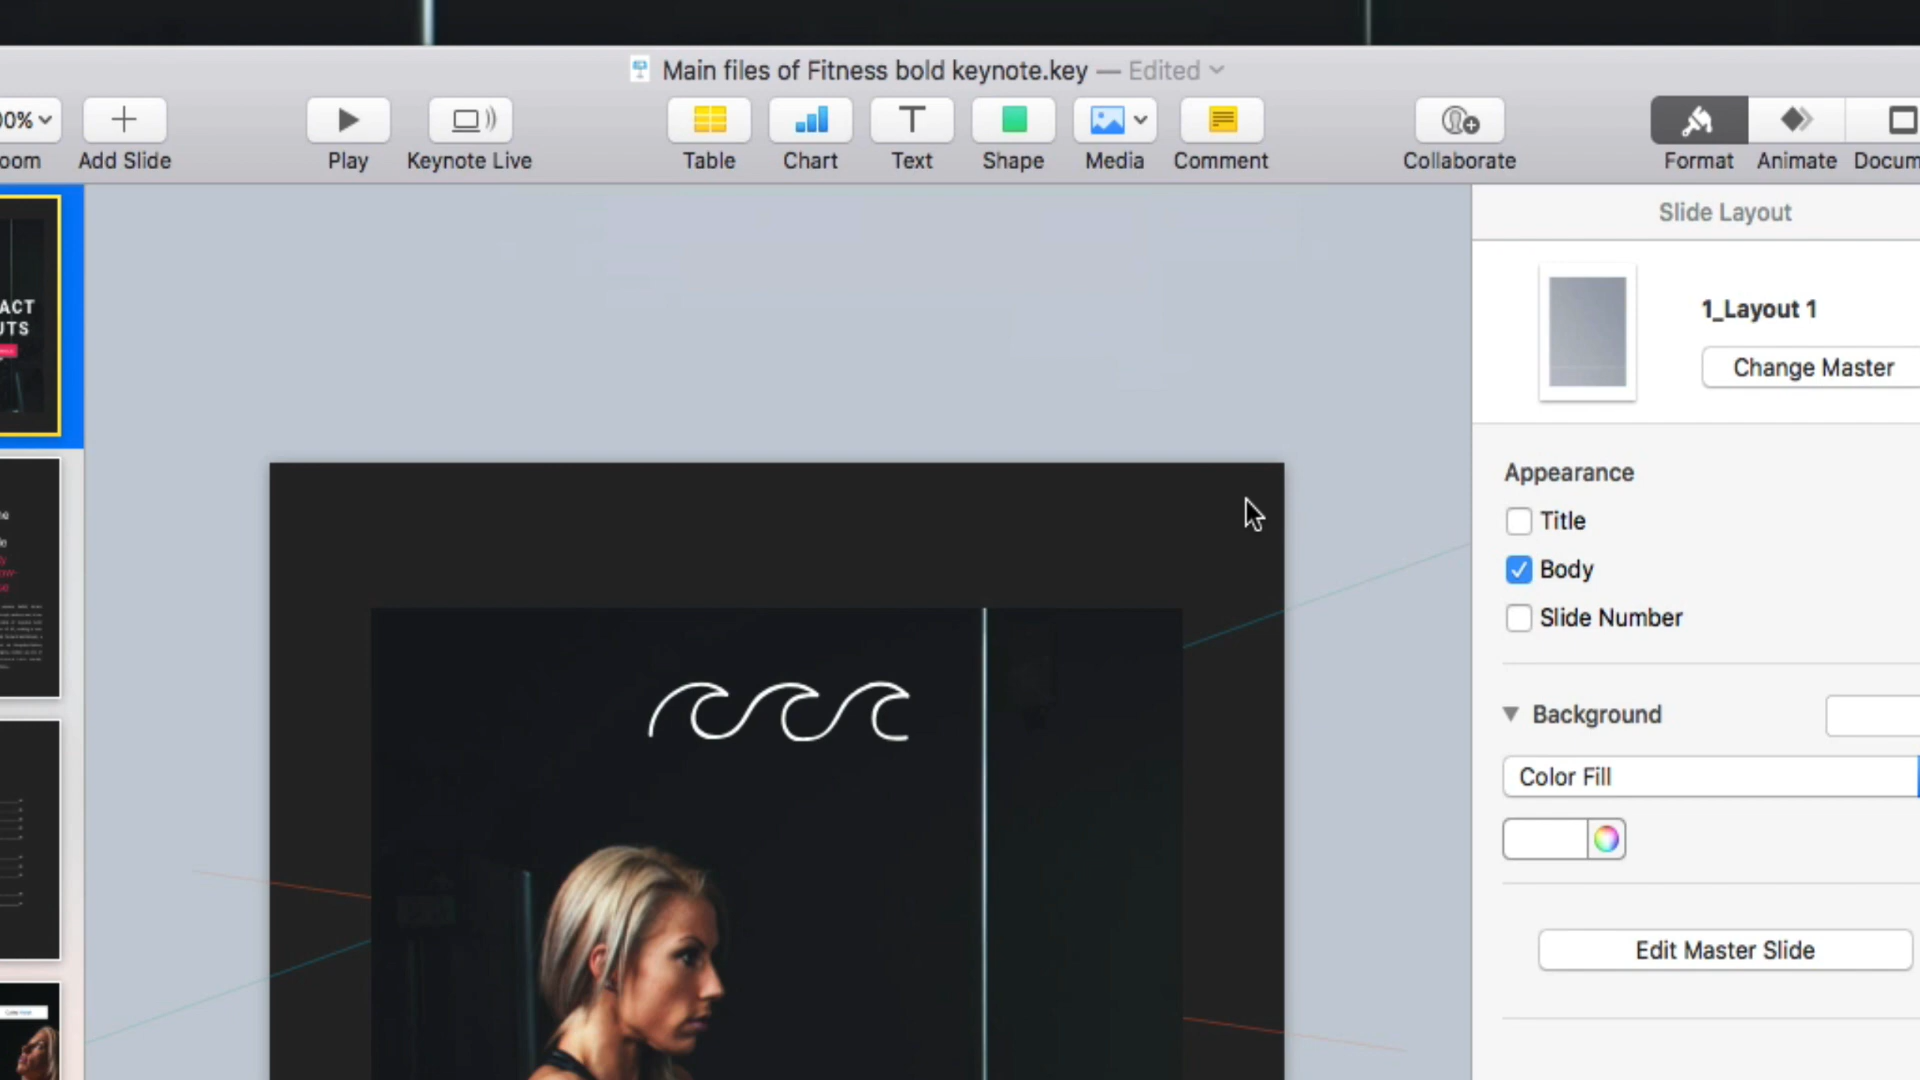 Main files of Fitness bold keynote.key — Edited
00%
oom
Add Slide
Play
Keynote Live
Table
Chart
Text
Shape
Media
Comment
Collaborate
Format
Animate
Docum
ACT
UTS
Slide Layout
1_Layout 1
Change Master
Appearance
Title
Body
Slide Number
Background
Color Fill
Edit Master Slide